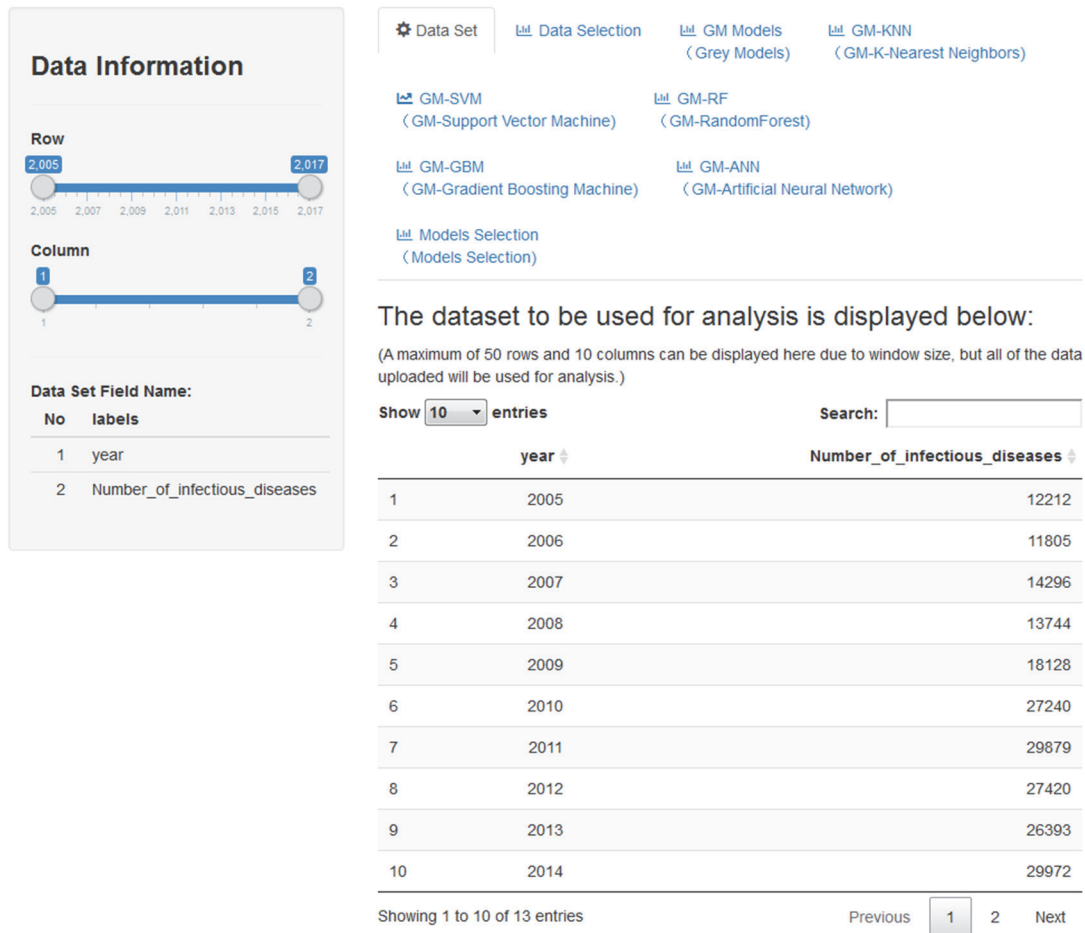 Data Information
Row
2,005 2,017
2,005 2,007 2,009 2,011 2,013 2,015 2,017
Column
1 2
1 2
Data Set Field Name:
No labels
1 year
2 Number_of_infectious_diseases
Data Set Data Selection GM Models GM-KNN
（Grey Models) （GM-K-Nearest Neighbors)
GM-SVM GM-RF
（GM-Support Vector Machine) （GM-RandomForest)
GM-GBM GM-ANN
（GM-Gradient Boosting Machine) （GM-Artificial Neural Network)
Models Selection
（Models Selection)
The dataset to be used for analysis is displayed below:
(A maximum of 50 rows and 10 columns can be displayed here due to window size, but all of the data
uploaded will be used for analysis.)
Show 10 entries Search:
year Number_of_infectious_diseases
1 2005 12212
2 2006 11805
3 2007 14296
4 2008 13744
5 2009 18128
6 2010 27240
7 2011 29879
8 2012 27420
9 2013 26393
10 2014 29972
Showing 1 to 10 of 13 entries Previous 1 2 Next